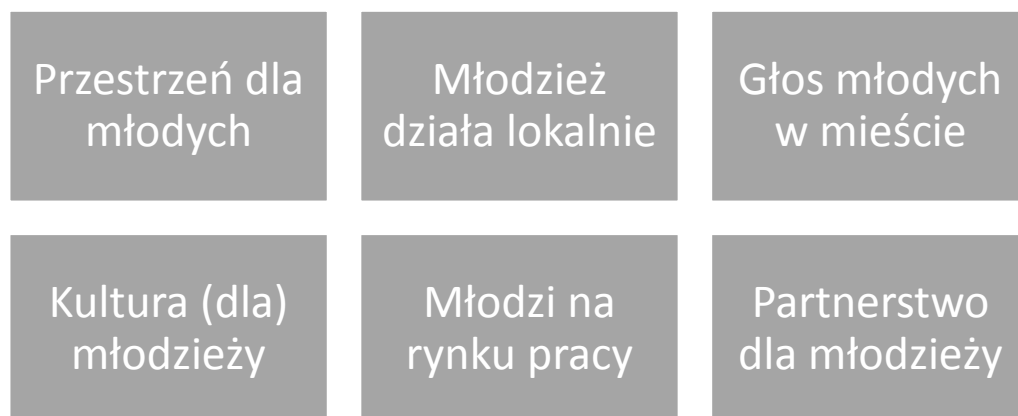 Przestrzeń dla
młodych
Młodzież
działa lokalnie
Głos młodych
w mieście
Kultura (dla)
młodzieży
Młodzi na
rynku pracy
Partnerstwo
dla młodzieży